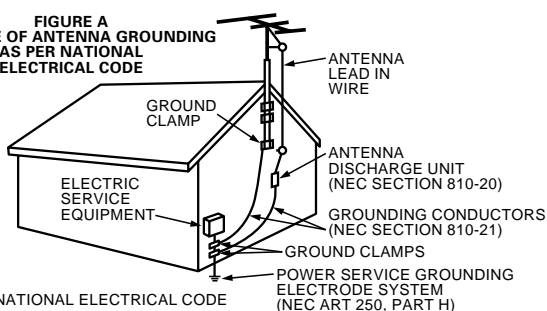 FIGURE A
OF ANTENNA GROUNDING
AS PER NATIONAL
ELECTRICAL CODE
ANTENNA
LEAD IN
WIRE
GROUND
CLAMP
ANTENNA
DISCHARGE UNIT
(NEC SECTION 810-20)
ELECTRIC
SERVICE
EQUIPMENT
GROUNDING CONDUCTORS
(NEC SECTION 810-21)
GROUND CLAMPS
POWER SERVICE GROUNDING
ELECTRODE SYSTEM
(NEC ART 250, PART H)
NATIONAL ELECTRICAL CODE